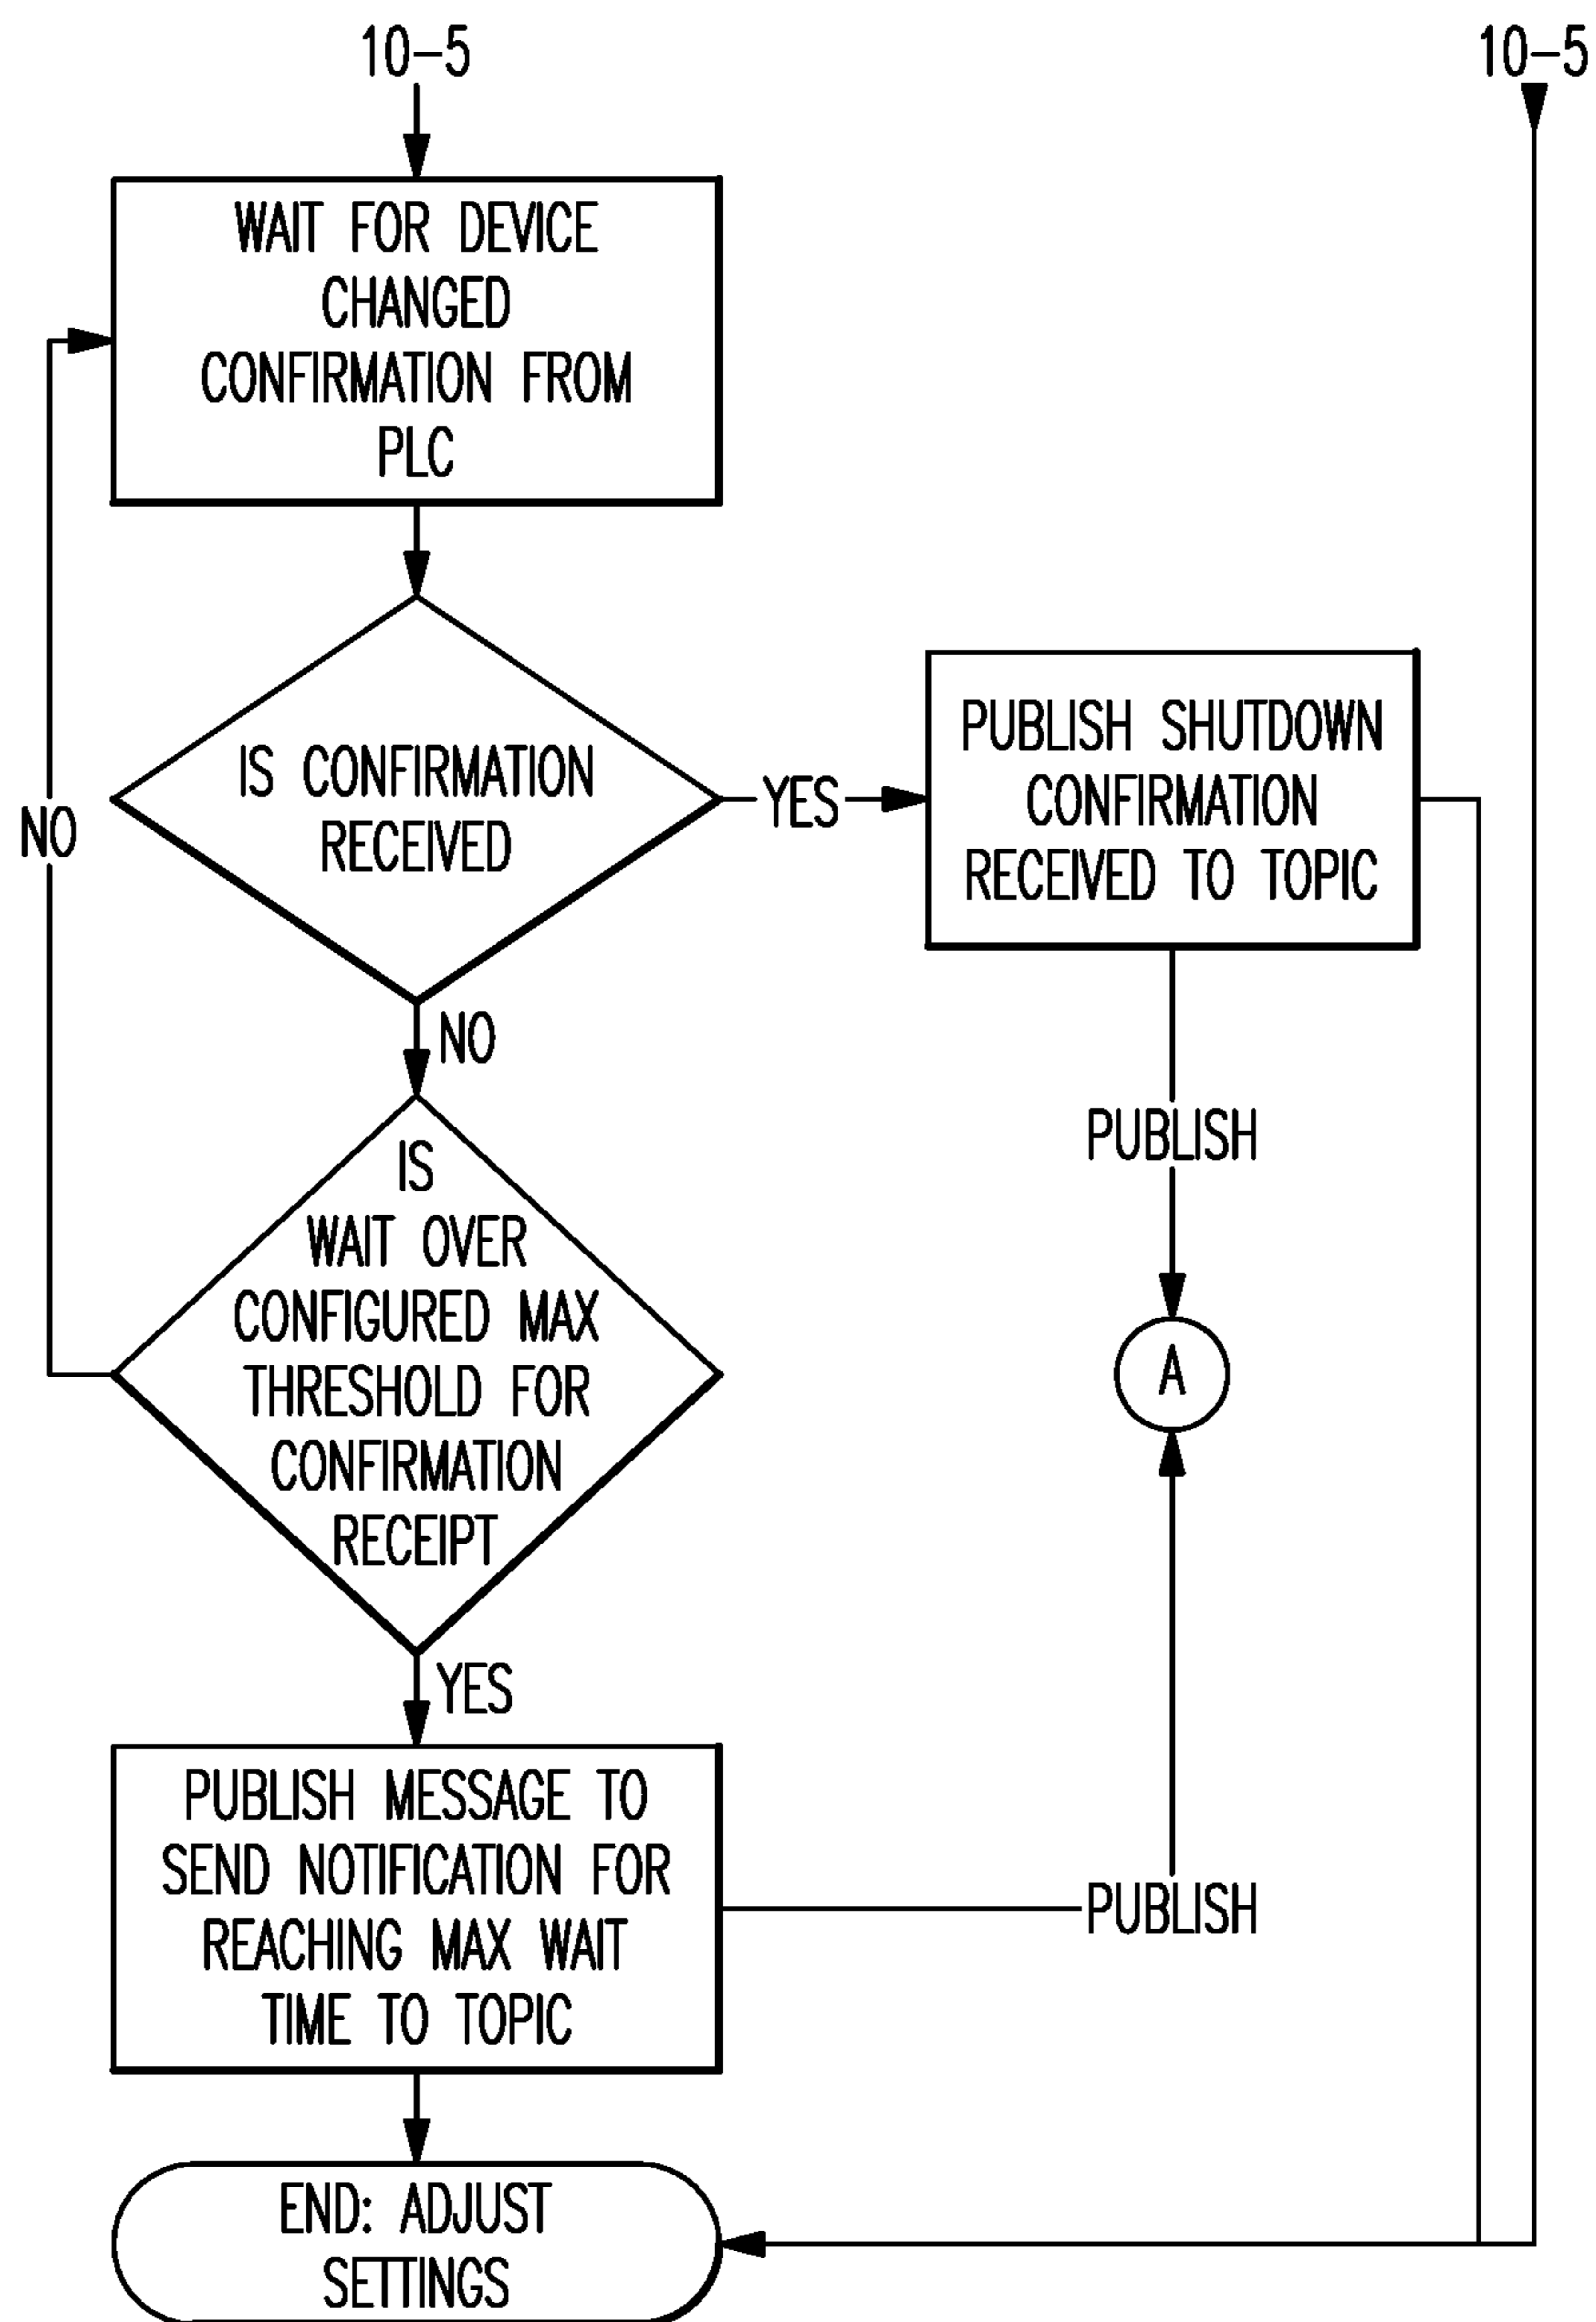 10-5
10-5
WAIT FOR DEVICE
CHANGED
CONFIRMATION FROM
PLC
IS CONFIRMATION
RECEIVED
YES
PUBLISH SHUTDOWN
CONFIRMATION
RECEIVED TO TOPIC
NO
NO
PUBLISH
IS
WAIT OVER
CONFIGURED MAX
THRESHOLD FOR
CONFIRMATION
RECEIPT
A
YES
PUBLISH MESSAGE TO
SEND NOTIFICATION FOR
REACHING MAX WAIT
TIME TO TOPIC
PUBLISH
END: ADJUST
SETTINGS